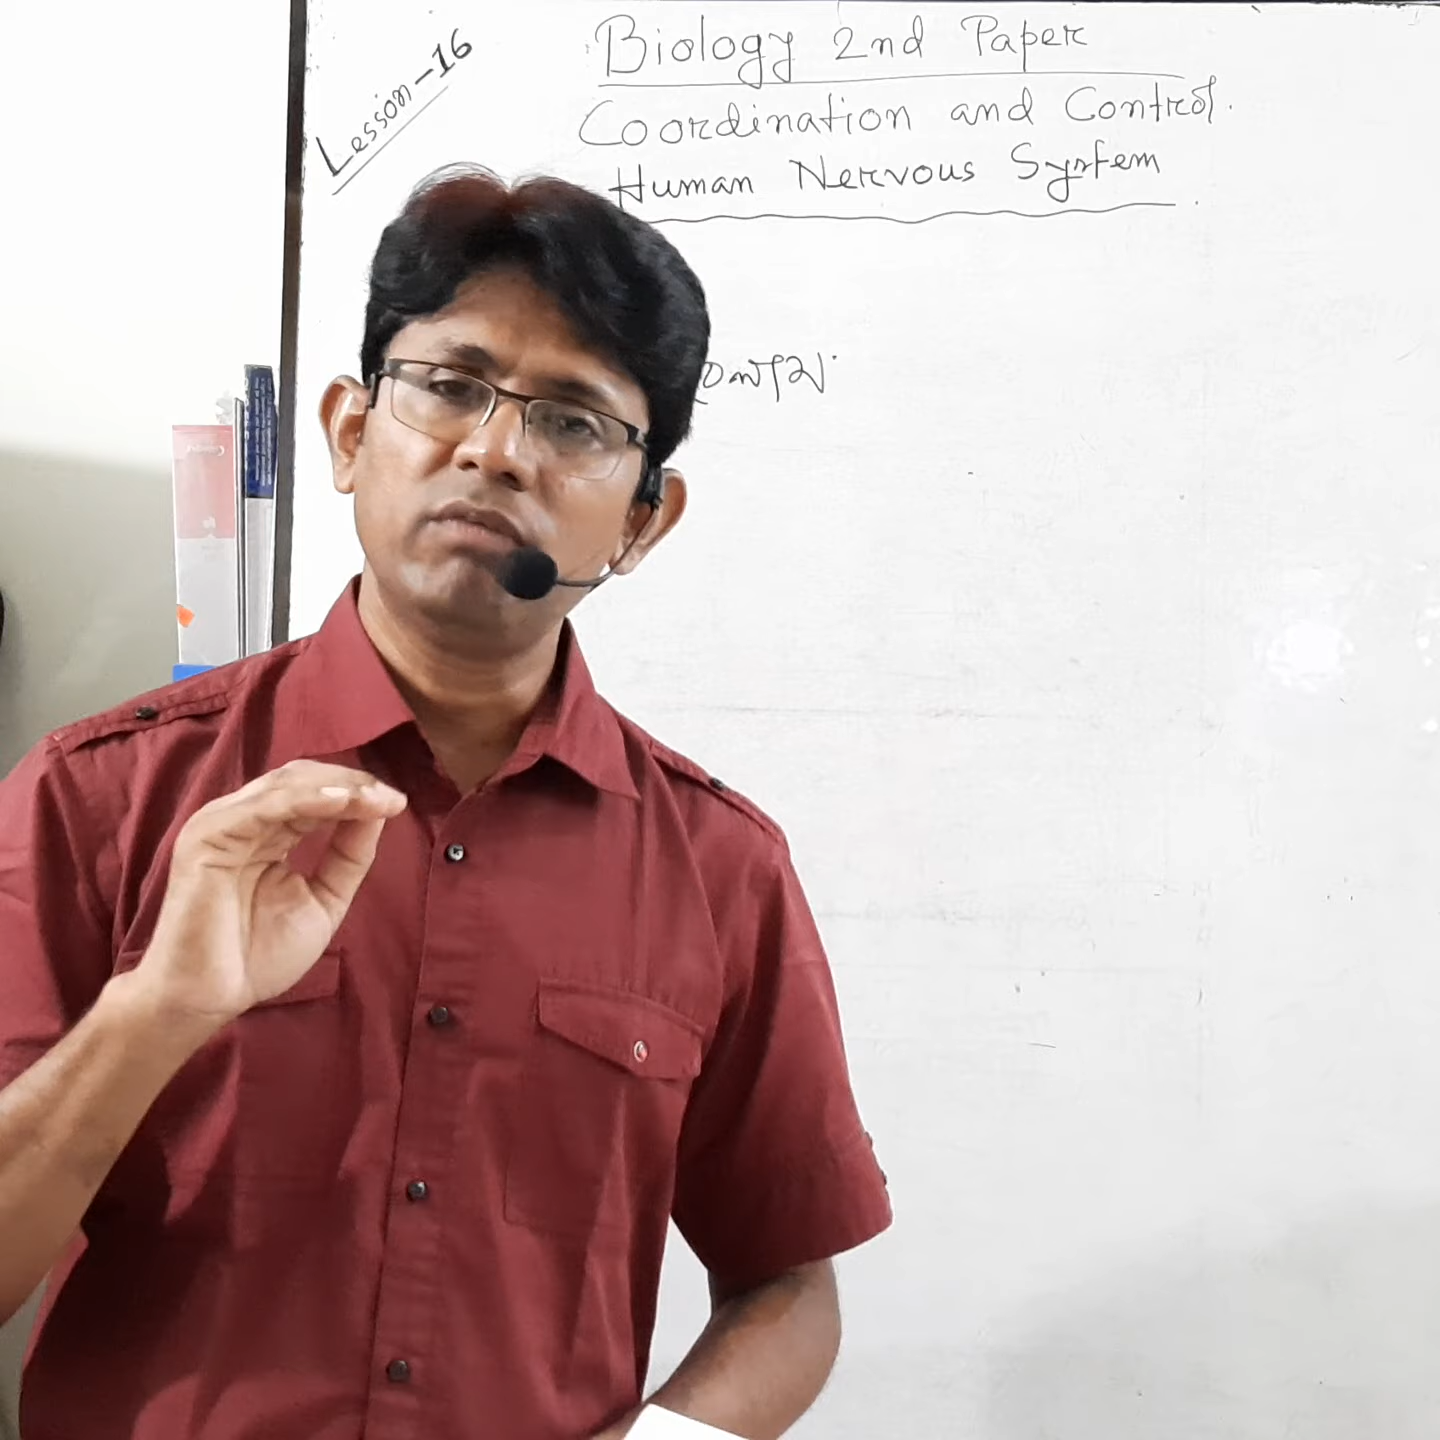 Lesson-16
Biology 2nd Paper
Coordination and Control.
Human Nervous System